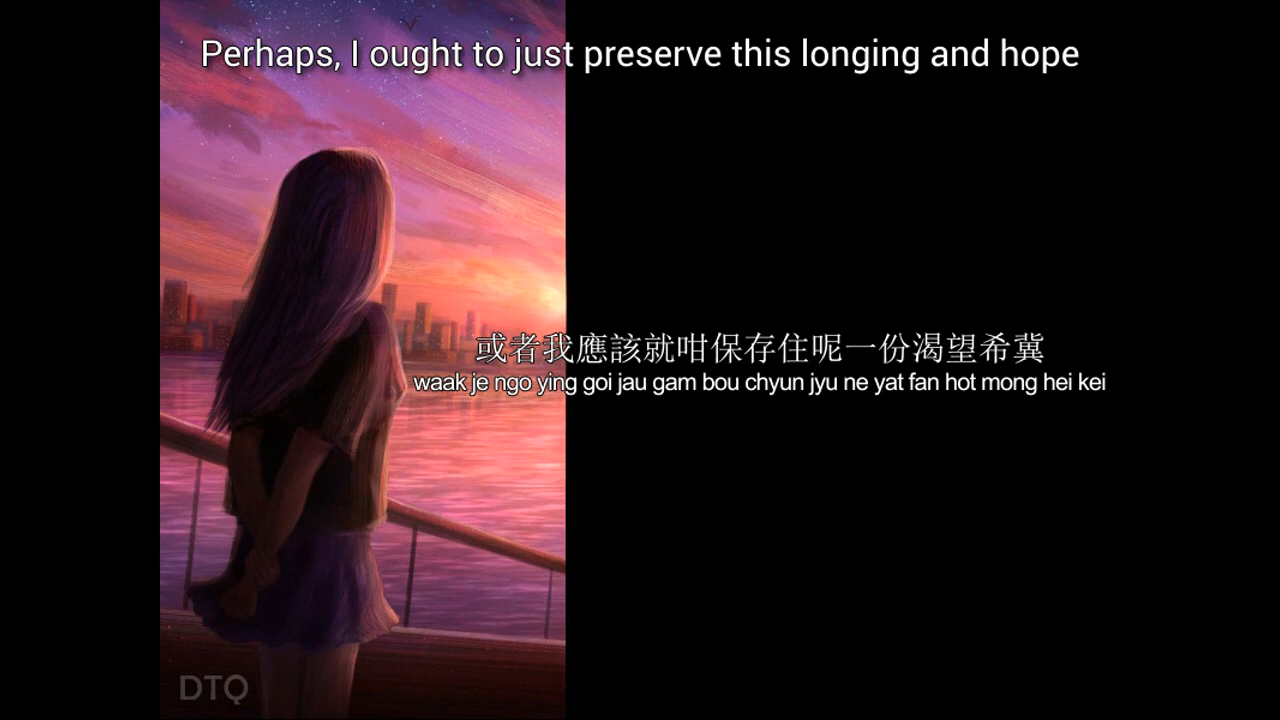 Perhaps, I ought to just preserve this longing and hope
或者我應該就咁保存住呢一份渴望希冀
waak je ngo ying goi jau gam bou chyun jyu ne yat fan hot mong hei kei
DTQ